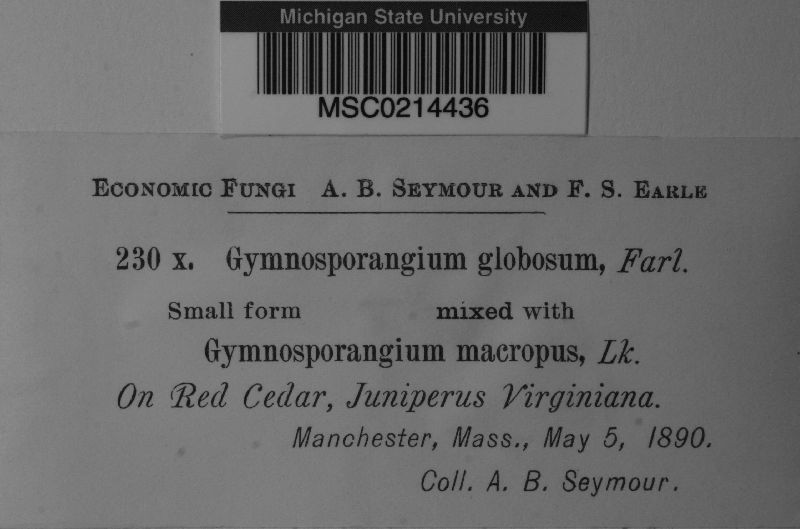 Michigan State University
MSC0214436
Economic Fungi A. B. Seymour and F. S. Earle
230 x. Gymnosporangium globosum, Farl.
Small form mixed with
Gymnosporangium macropus, Lk.
On Red Cedar, Juniperus Virginiana.
Manchester, Mass., May 5, 1890.
Coll. A. B. Seymour.